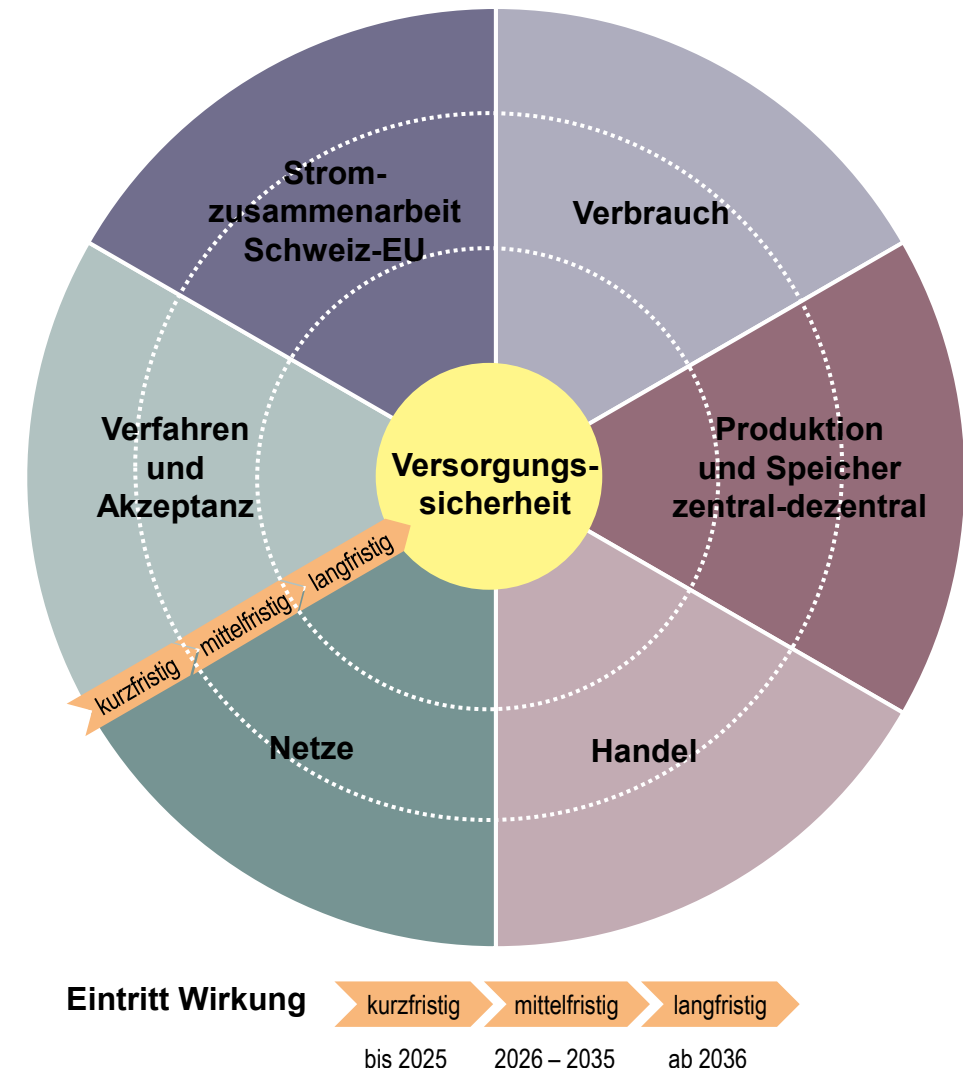 Strom-
zusammenarbeit
Schweiz-EU
Verbrauch
Verfahren
und
Akzeptanz
Versorgungs-
sicherheit
Produktion
und Speicher
zentral-dezentral
kurzfristig
mittelfristig
langfristig
Netze
Handel
Eintritt Wirkung
kurzfristig
mittelfristig
langfristig
bis 2025
2026 – 2035
ab 2036